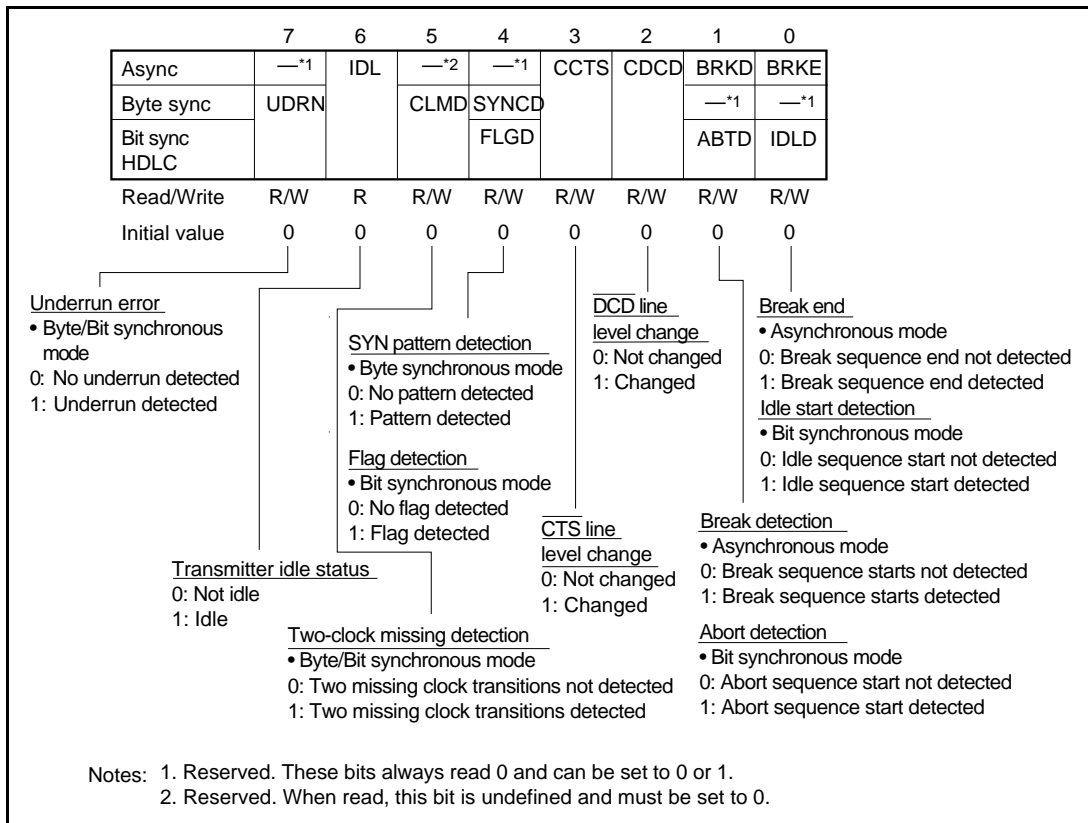 7 6 5 4 3 2 1 0
Async —*1 IDL —*2 —*1 CCTS CDCD BRKD BRKE
Byte sync UDRN CLMD SYNCD —*1 —*1
Bit sync HDLC FLGD ABTD IDLD
Read/Write R/W R R/W R/W R/W R/W R/W R/W
Initial value 0 0 0 0 0 0 0 0
Underrun error
• Byte/Bit synchronous
mode
0: No underrun detected
1: Underrun detected
Transmitter idle status
0: Not idle
1: Idle
Two-clock missing detection
• Byte/Bit synchronous mode
0: Two missing clock transitions not detected
1: Two missing clock transitions detected
SYN pattern detection
• Byte synchronous mode
0: No pattern detected
1: Pattern detected
Flag detection
• Bit synchronous mode
0: No flag detected
1: Flag detected
CTS line
level change
0: Not changed
1: Changed
DCD line
level change
0: Not changed
1: Changed
Break detection
• Asynchronous mode
0: Break sequence starts not detected
1: Break sequence starts detected
Abort detection
• Bit synchronous mode
0: Abort sequence start not detected
1: Abort sequence start detected
Break end
• Asynchronous mode
0: Break sequence end not detected
1: Break sequence end detected
Idle start detection
• Bit synchronous mode
0: Idle sequence start not detected
1: Idle sequence start detected
Notes: 1. Reserved. These bits always read 0 and can be set to 0 or 1.
2. Reserved. When read, this bit is undefined and must be set to 0.